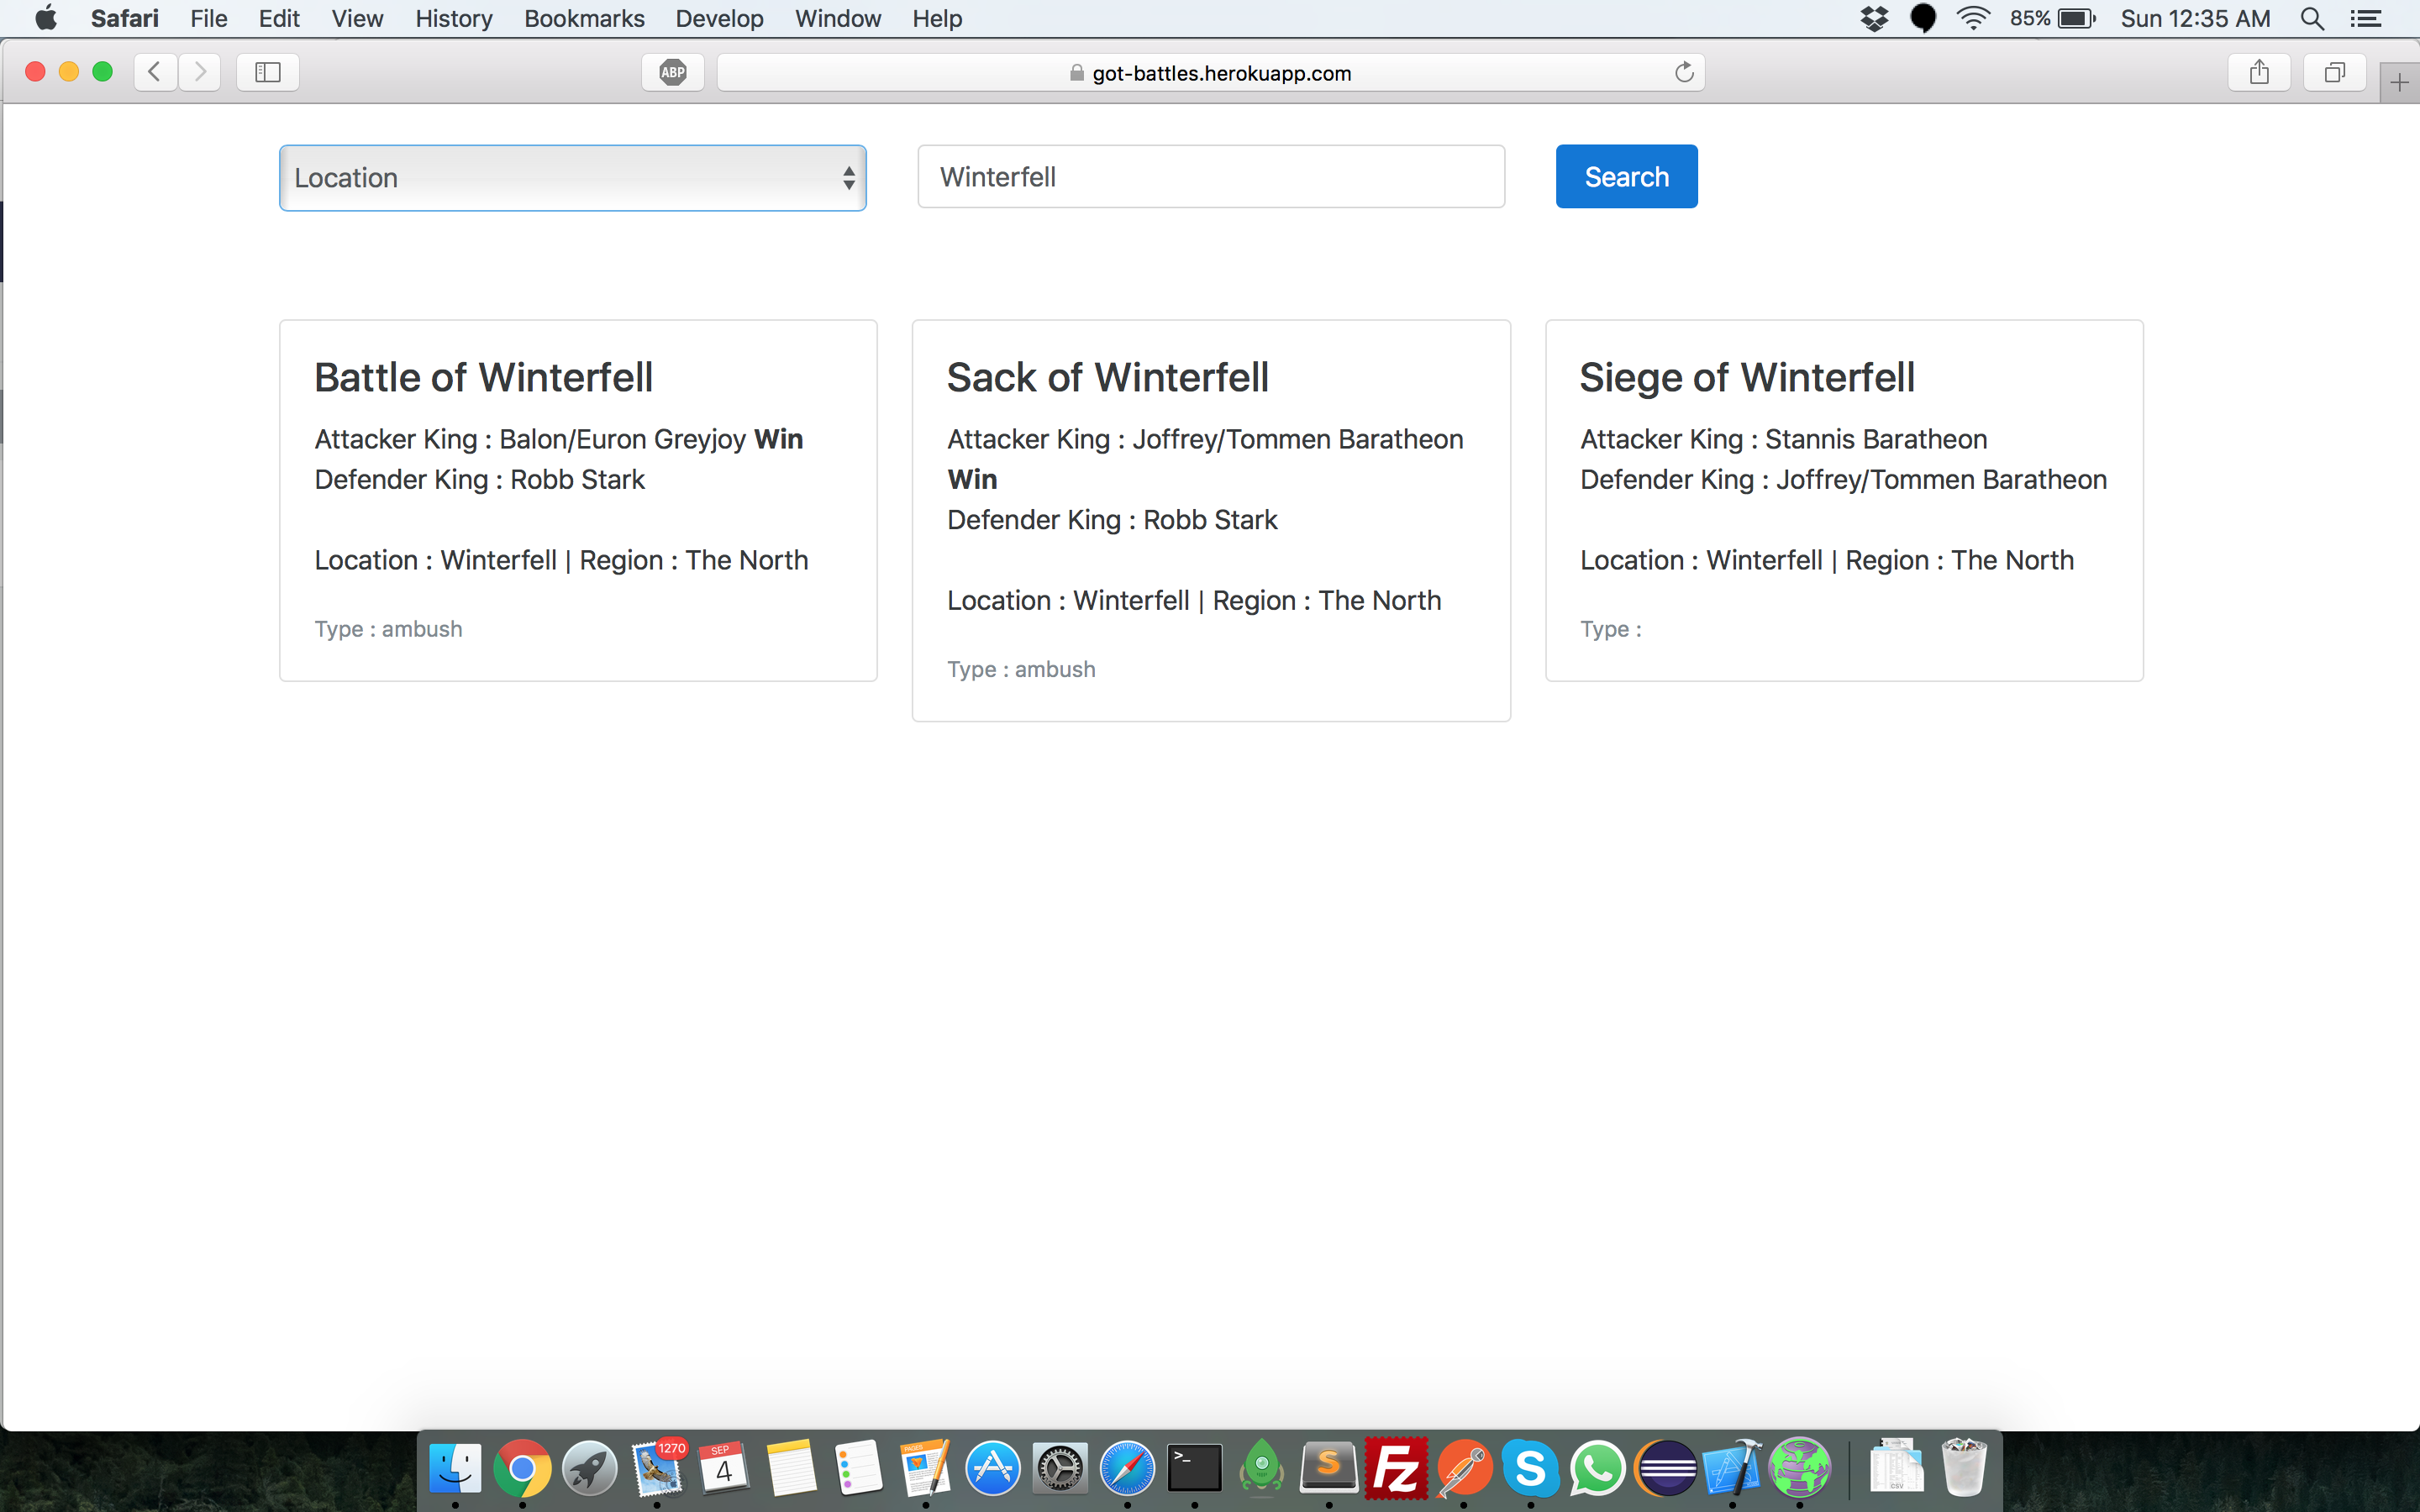 Safari File Edit View History Bookmarks Develop Window Help 85% Sun 12:35 AM
ABP got-battles.herokuapp.com
Location Winterfell Search
Battle of Winterfell
Attacker King : Balon/Euron Greyjoy Win
Defender King : Robb Stark
Location : Winterfell | Region : The North
Type : ambush
Sack of Winterfell
Attacker King : Joffrey/Tommen Baratheon
Win
Defender King : Robb Stark
Location : Winterfell | Region : The North
Type : ambush
Siege of Winterfell
Attacker King : Stannis Baratheon
Defender King : Joffrey/Tommen Baratheon
Location : Winterfell | Region : The North
Type :
1270
SEP
4
PAGES
>_
S
Fz
S
CSV